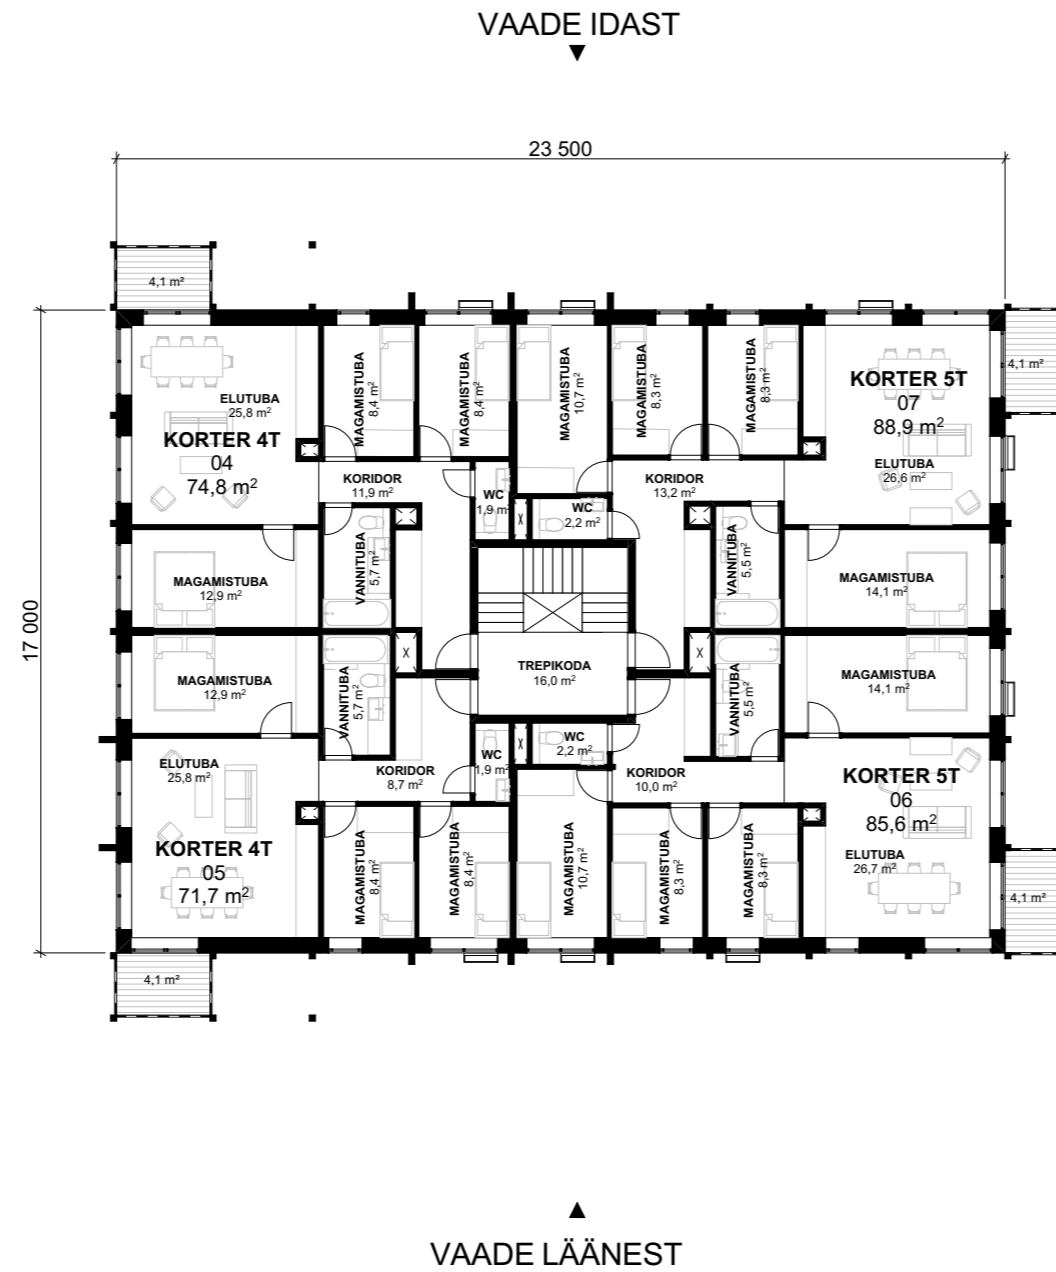 VAADE IDAST
23 500
17 000
4,1 m²
4,1 m²
ELUTUBA
25,8 m²
KORTER 4T
04
74,8 m²
MAGAMISTUBA
8,4 m²
MAGAMISTUBA
8,4 m²
MAGAMISTUBA
10,7 m²
MAGAMISTUBA
8,3 m²
MAGAMISTUBA
8,3 m²
KORTER 5T
07
88,9 m²
ELUTUBA
26,6 m²
KORIDOR
11,9 m²
WC
1,9 m²
X
WC
2,2 m²
KORIDOR
13,2 m²
MAGAMISTUBA
12,9 m²
VANNITUBA
5,7 m²
VANNITUBA
5,5 m²
MAGAMISTUBA
14,1 m²
X
TREPIKODA
16,0 m²
X
MAGAMISTUBA
12,9 m²
VANNITUBA
5,7 m²
VANNITUBA
5,5 m²
MAGAMISTUBA
14,1 m²
ELUTUBA
25,8 m²
KORIDOR
8,7 m²
WC
1,9 m²
X
WC
2,2 m²
KORIDOR
10,0 m²
KORTER 5T
06
85,6 m²
ELUTUBA
26,7 m²
KORTER 4T
05
71,7 m²
MAGAMISTUBA
8,4 m²
MAGAMISTUBA
8,4 m²
MAGAMISTUBA
10,7 m²
MAGAMISTUBA
8,3 m²
MAGAMISTUBA
8,3 m²
4,1 m²
4,1 m²
VAADE LÄÄNEST